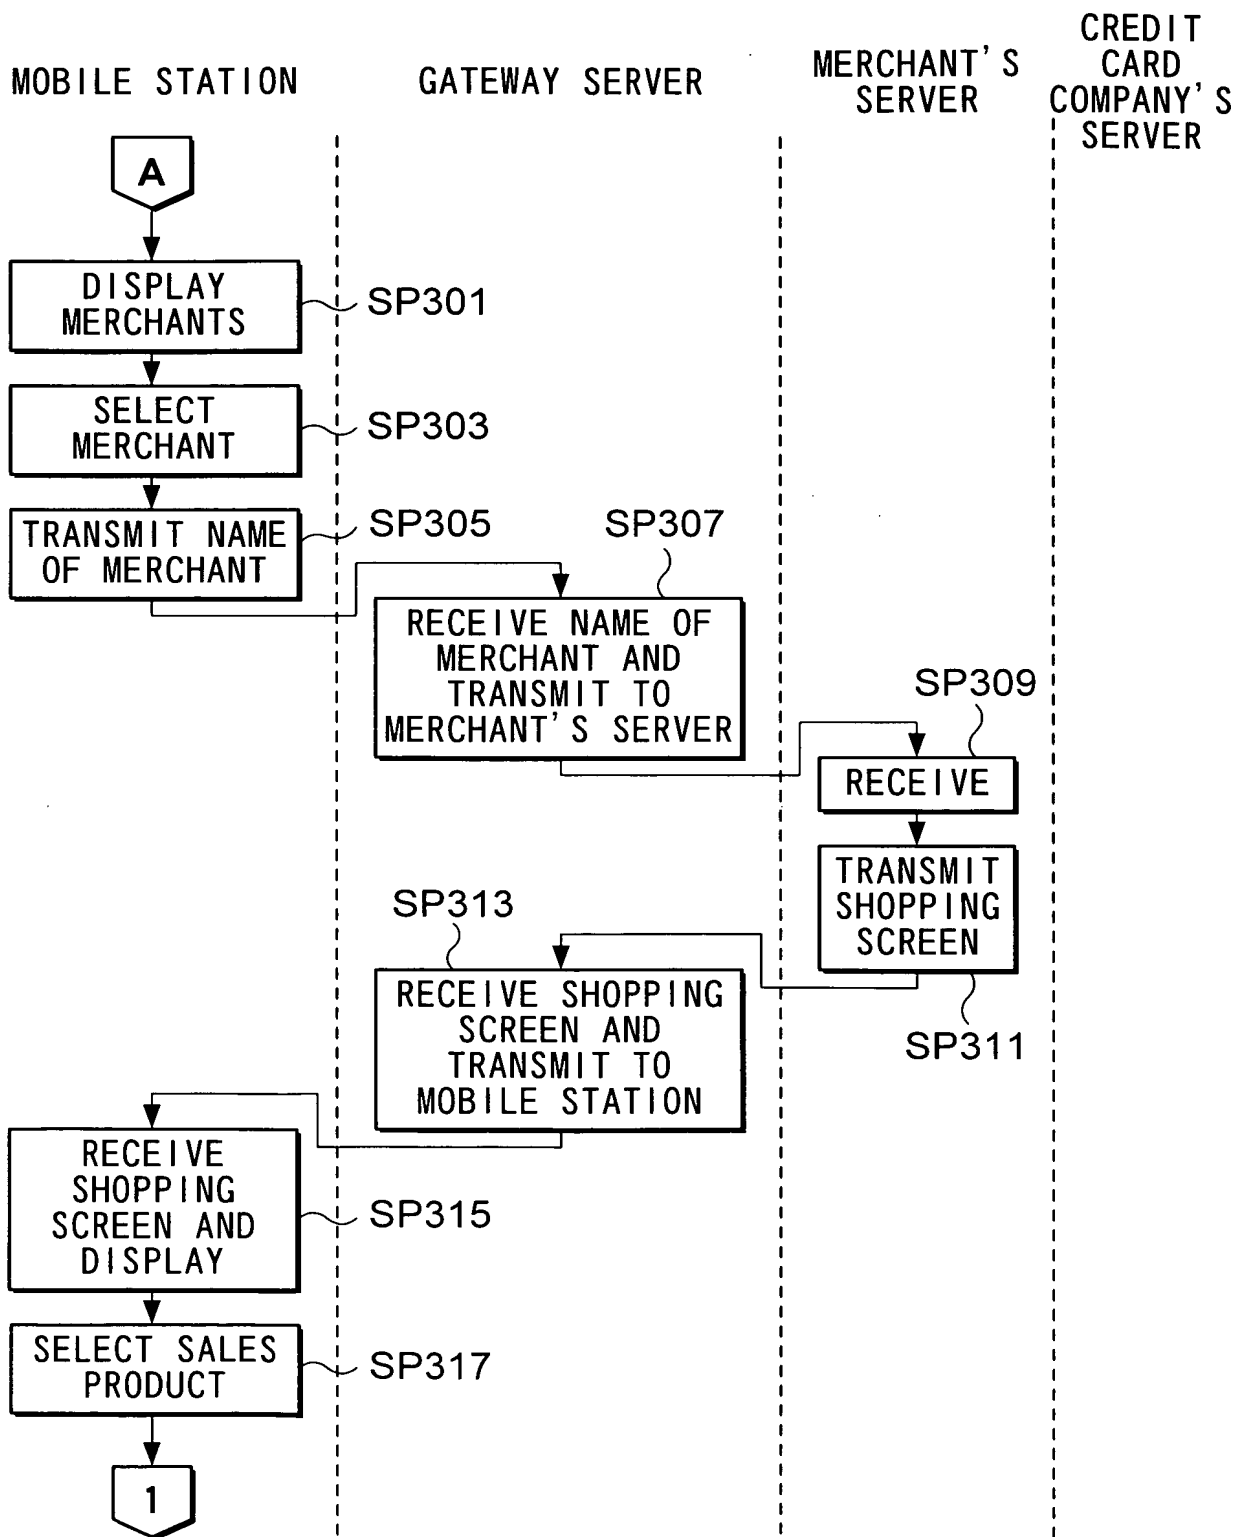 MOBILE STATION
GATEWAY SERVER
MERCHANT'S
SERVER
CREDIT
CARD
COMPANY'S
SERVER
A
DISPLAY
MERCHANTS
SP301
SELECT
MERCHANT
SP303
TRANSMIT NAME
OF MERCHANT
SP305
SP307
RECEIVE NAME OF
MERCHANT AND
TRANSMIT TO
MERCHANT'S SERVER
SP309
RECEIVE
TRANSMIT
SHOPPING
SCREEN
SP311
SP313
RECEIVE SHOPPING
SCREEN AND
TRANSMIT TO
MOBILE STATION
RECEIVE
SHOPPING
SCREEN AND
DISPLAY
SP315
SELECT SALES
PRODUCT
SP317
1